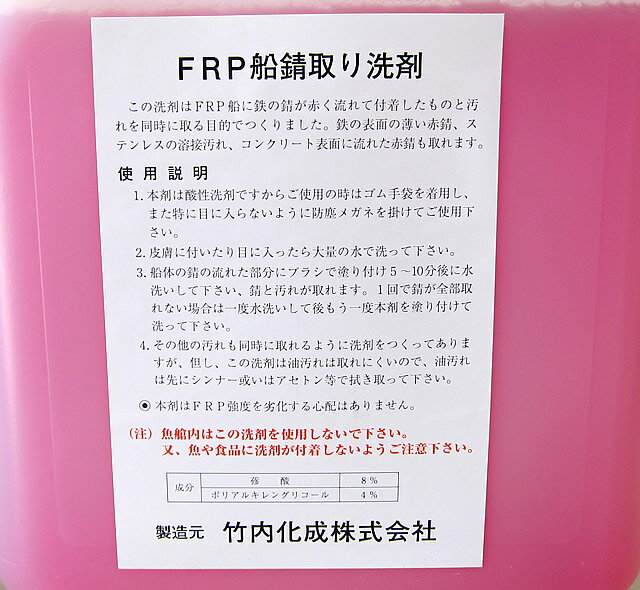 FRP船錆取り洗剤
この洗剤はFRP船に鉄の錆が赤く流れて付着したものと汚
れを同時に取る目的でつくりました。鉄の表面の薄い赤錆、ス
テンレスの溶接汚れ、コンクリート表面に流れた赤錆も取れます。
使用説明
1. 本剤は酸性洗剤ですからご使用の時はゴム手袋を着用し、
また特に目に入らないように防塵メガネを掛けてご使用下
さい。
2. 皮膚に付いたり目に入ったら大量の水で洗って下さい。
3. 船体の錆の流れた部分にブラシで塗り付け5～10分後に水
洗いして下さい、錆と汚れが取れます。1回で錆が全部取
れない場合は一度水洗いして後もう一度本剤を塗り付けて
洗って下さい。
4. その他の汚れも同時に取れるように洗剤をつくってありま
すが、但し、この洗剤は油汚れは取れにくいので、油汚れ
は先にシンナー或いはアセトン等で拭き取って下さい。
◉ 本剤はFRP強度を劣化する心配はありません。
(注) 魚艙内はこの洗剤を使用しないで下さい。
又、魚や食品に洗剤が付着しないようご注意下さい。
成分 蓚酸 8%
ポリアルキレングリコール 4%
製造元 竹内化成株式会社